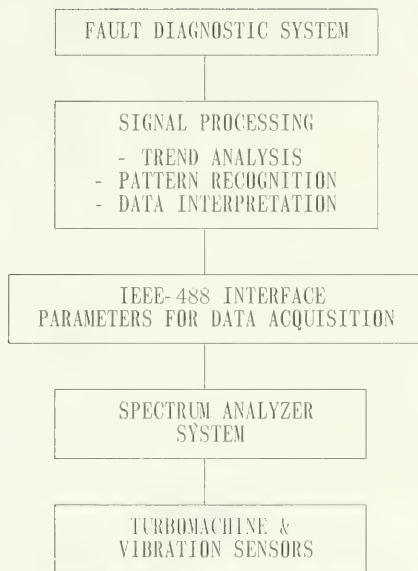 FAULT DIAGNOSTIC SYSTEM
SIGNAL PROCESSING
- TREND ANALYSIS
- PATTERN RECOGNITION
- DATA INTERPRETATION
IEEE-488 INTERFACE
PARAMETERS FOR DATA ACQUISITION
SPECTRUM ANALYZER
SYSTEM
TURBOMACHINE &
VIBRATION SENSORS